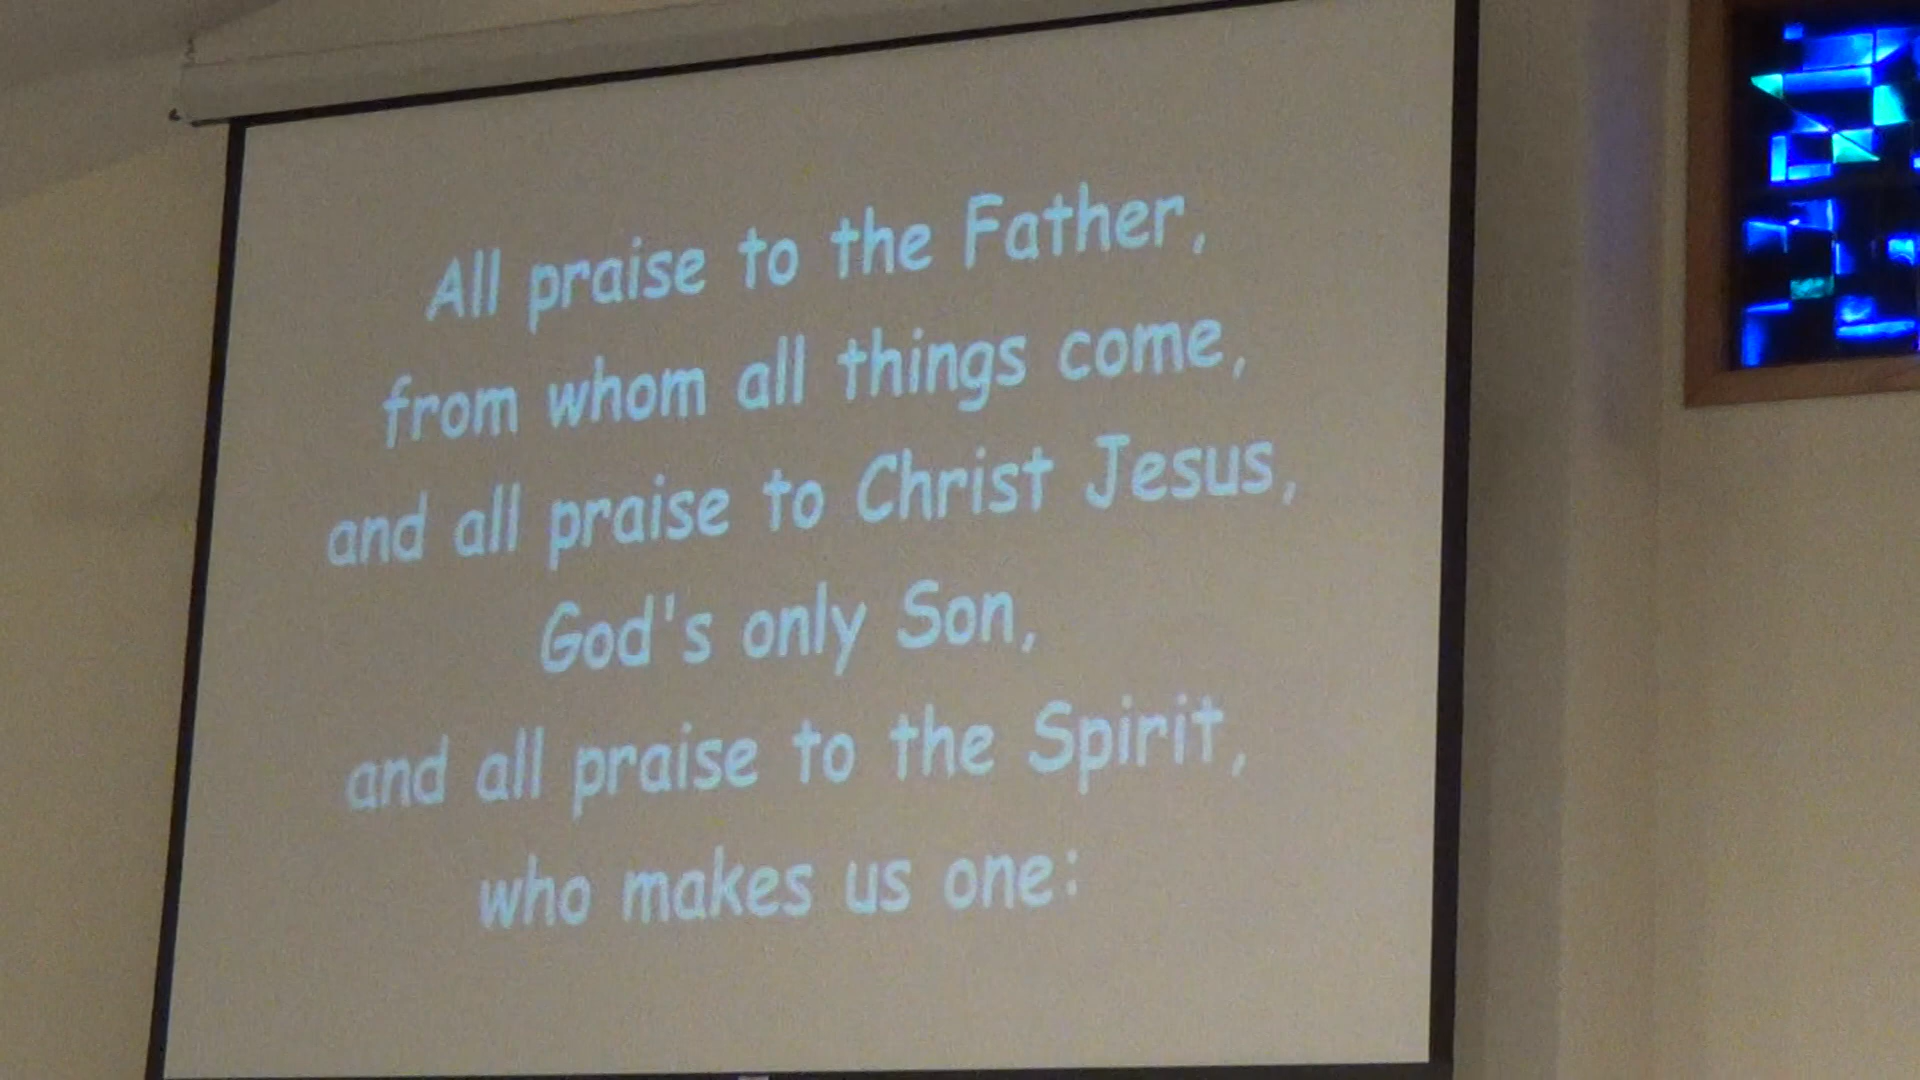 All praise to the Father,
from whom all things come,
and all praise to Christ Jesus,
God's only Son,
and all praise to the Spirit,
who makes us one: